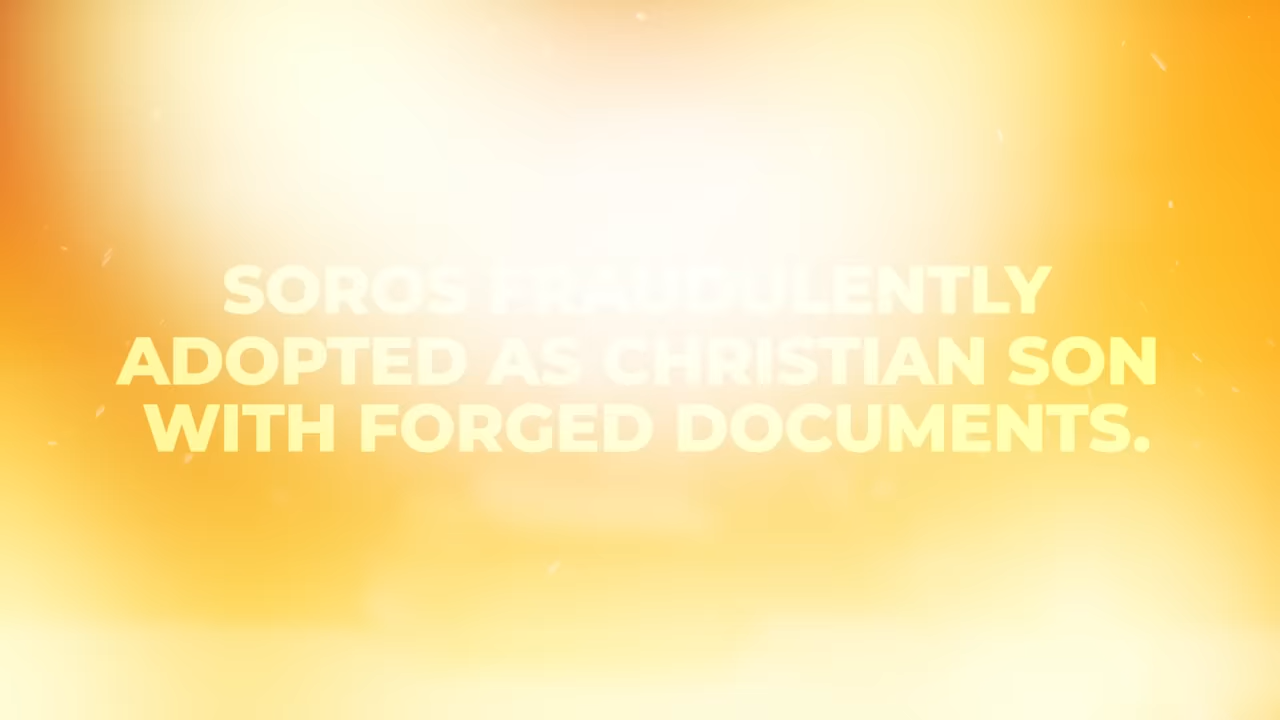 SOROS FRAUDULENTLY
ADOPTED AS CHRISTIAN SON
WITH FORGED DOCUMENTS.